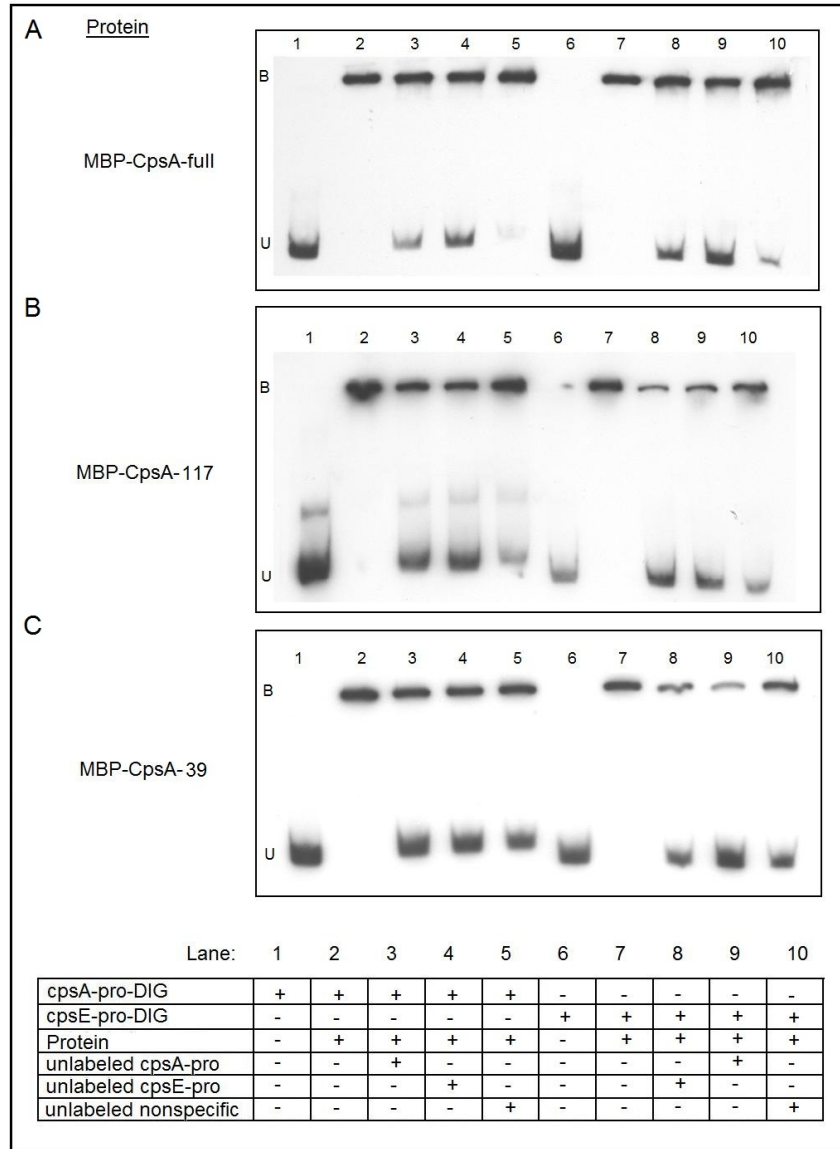 A Protein
1 2 3 4 5 6 7 8 9 10
B
MBP-CpsA-full
U
B
1 2 3 4 5 6 7 8 9 10
B
MBP-CpsA-117
U
C
1 2 3 4 5 6 7 8 9 10
B
MBP-CpsA-39
U
Lane: 1 2 3 4 5 6 7 8 9 10
cpsA-pro-DIG + + + + + - - - - -
cpsE-pro-DIG - - - - - + + + + +
Protein - + + + + - + + + +
unlabeled cpsA-pro - - + - - - - - + -
unlabeled cpsE-pro - - - + - - - + - -
unlabeled nonspecific - - - - + - - - - +